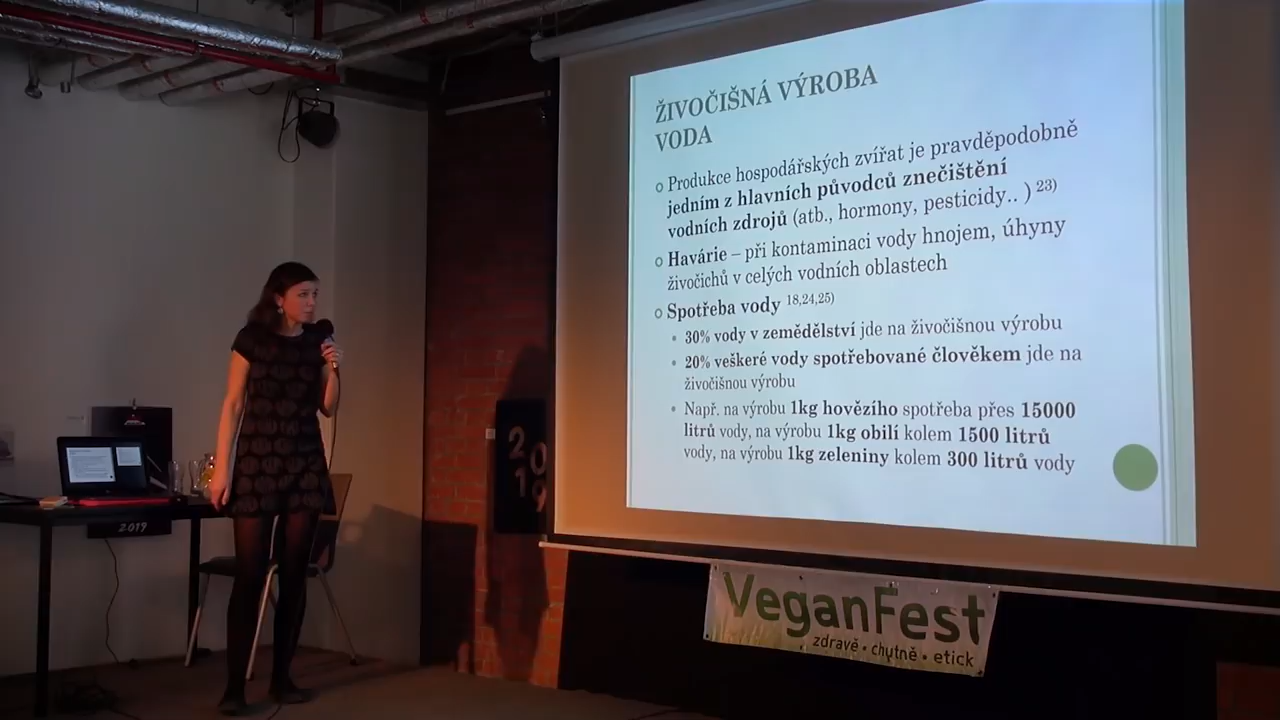 ŽIVOČIŠNÁ VÝROBA
VODA
Produkce hospodářských zvířat je pravděpodobně
jedním z hlavních původců znečištění
vodních zdrojů (atb., hormony, pesticidy.. ) 23)
Havárie – při kontaminaci vody hnojem, úhyny
živočichů v celých vodních oblastech
Spotřeba vody 18,24,25)
30% vody v zemědělství jde na živočišnou výrobu
20% veškeré vody spotřebované člověkem jde na
živočišnou výrobu
Např. na výrobu 1kg hovězího spotřeba přes 15000
litrů vody, na výrobu 1kg obilí kolem 1500 litrů
vody, na výrobu 1kg zeleniny kolem 300 litrů vody
20
19
2019
VeganFest
zdravě • chutně • etick